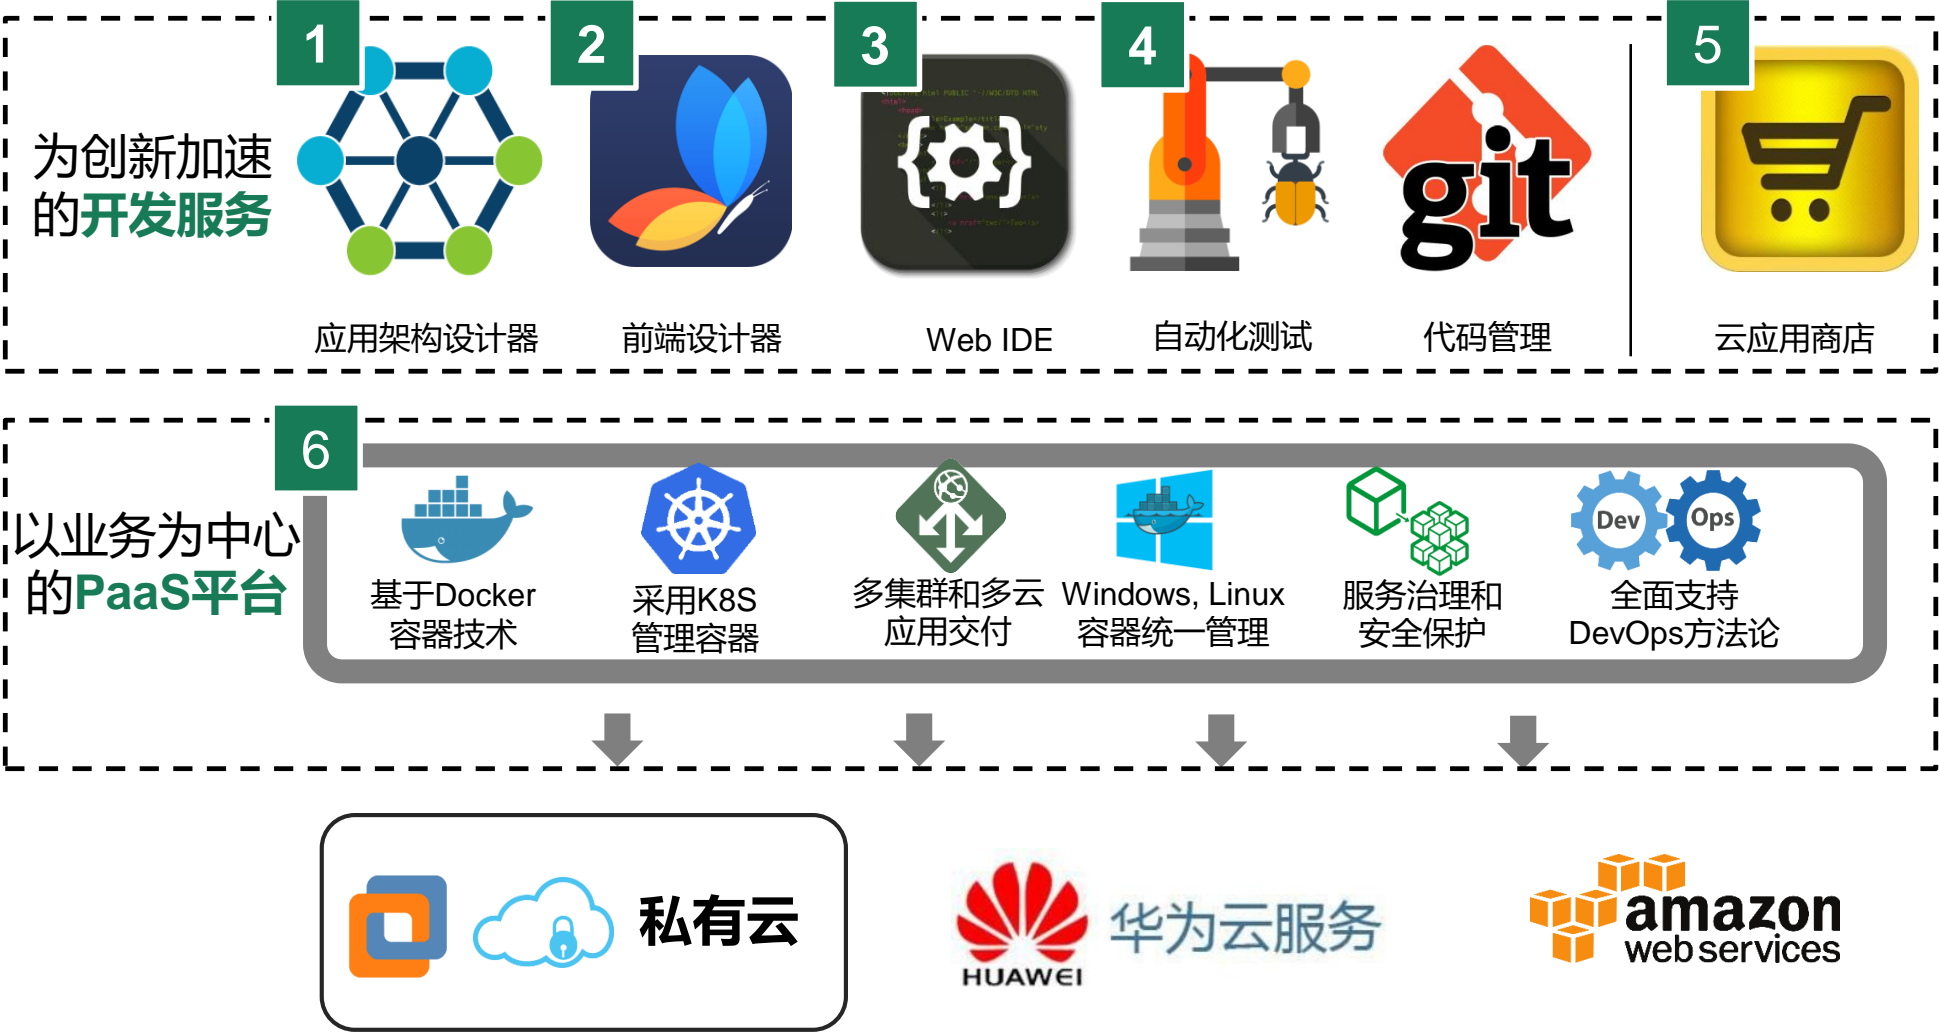 1
2
3
4
5
为创新加速
的开发服务
git
应用架构设计器
前端设计器
Web IDE
自动化测试
代码管理
云应用商店
6
以业务为中心
的PaaS平台
基于Docker
容器技术
采用K8S
管理容器
多集群和多云
应用交付
Windows, Linux
容器统一管理
服务治理和
安全保护
Dev
Ops
全面支持
DevOps方法论
私有云
HUAWEI
华为云服务
amazon
web services